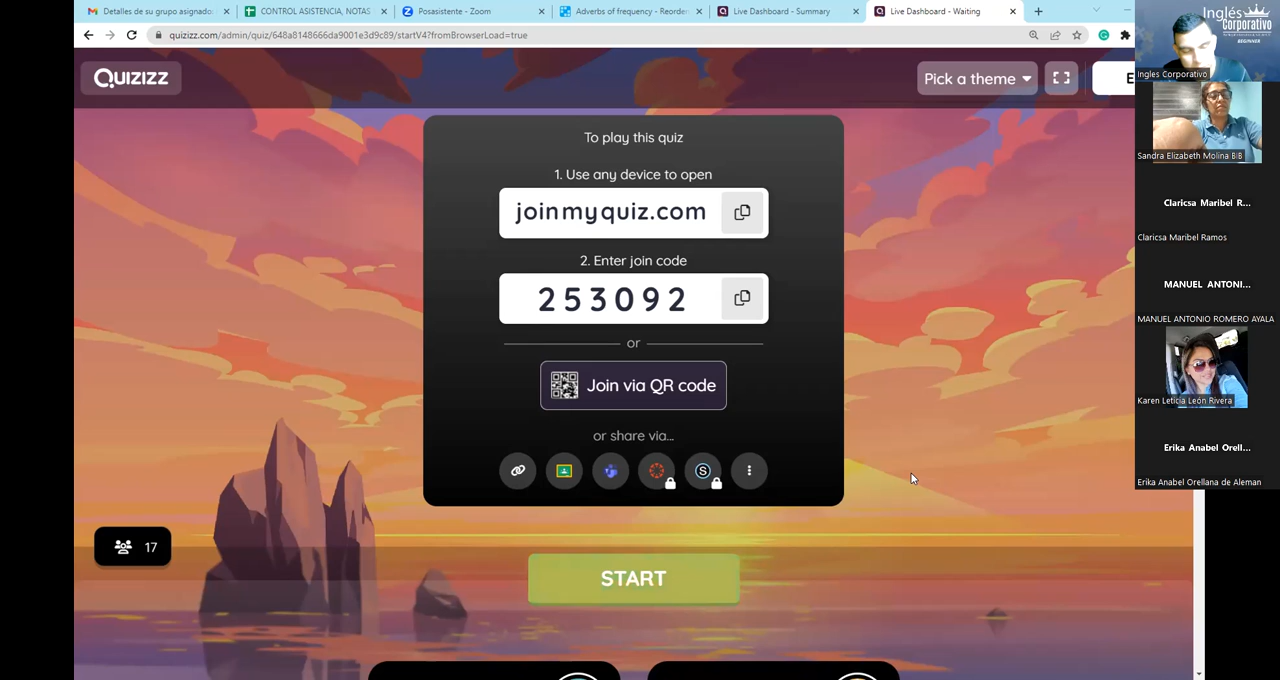 Detalles de su grupo asignado:
CONTROL ASISTENCIA, NOTAS
Posasistente - Zoom
Adverbs of frequency - Reorde
Live Dashboard - Summary
Live Dashboard - Waiting
quizizz.com/admin/quiz/648a8148666da9001e3d9c89/startV4?fromBrowserLoad=true
Quizizz
Pick a theme
E
To play this quiz
1. Use any device to open
joinmyquiz.com
2. Enter join code
253092
or
Join via QR code
or share via...
17
START
Inglés
Corporativo
BEGINNER
Ingles Corporativo
Sandra Elizabeth Molina BIB
Claricsa Maribel R...
Claricsa Maribel Ramos
MANUEL ANTONI...
MANUEL ANTONIO ROMERO AYALA
Karen Leticia León Rivera
Erika Anabel Orell...
Erika Anabel Orellana de Aleman